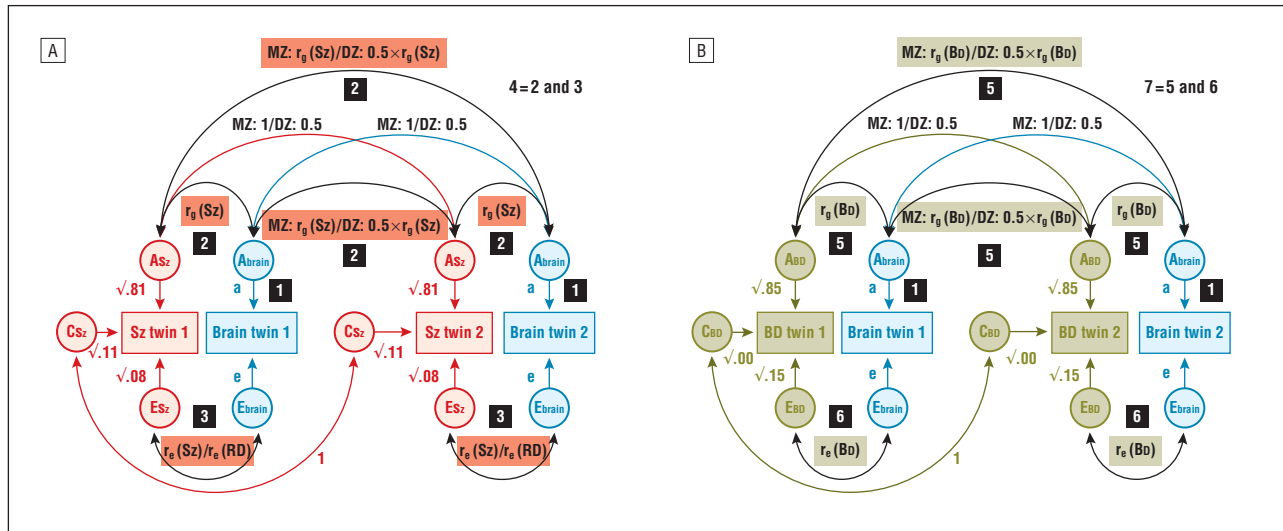 A
MZ: rg (Sz)/DZ: 0.5×rg (Sz)
2
4=2 and 3
MZ: 1/DZ: 0.5
MZ: 1/DZ: 0.5
rg (Sz)
2
MZ: rg (Sz)/DZ: 0.5×rg (Sz)
2
rg (Sz)
2
ASz
Abrain
ASz
Abrain
√.81
a
1
√.81
a
1
CSz
Sz twin 1
Brain twin 1
CSz
Sz twin 2
Brain twin 2
√.11
√.11
√.08
e
√.08
e
ESz
3
Ebrain
ESz
3
Ebrain
re (Sz)/re (RD)
re (Sz)/re (RD)
1
B
MZ: rg (BD)/DZ: 0.5×rg (BD)
5
7=5 and 6
MZ: 1/DZ: 0.5
MZ: 1/DZ: 0.5
rg (BD)
5
MZ: rg (BD)/DZ: 0.5×rg (BD)
5
rg (BD)
5
ABD
Abrain
ABD
Abrain
√.85
a
1
√.85
a
1
CBD
BD twin 1
Brain twin 1
CBD
BD twin 2
Brain twin 2
√.00
√.00
√.15
e
√.15
e
EBD
6
Ebrain
EBD
6
Ebrain
re (BD)
re (BD)
1